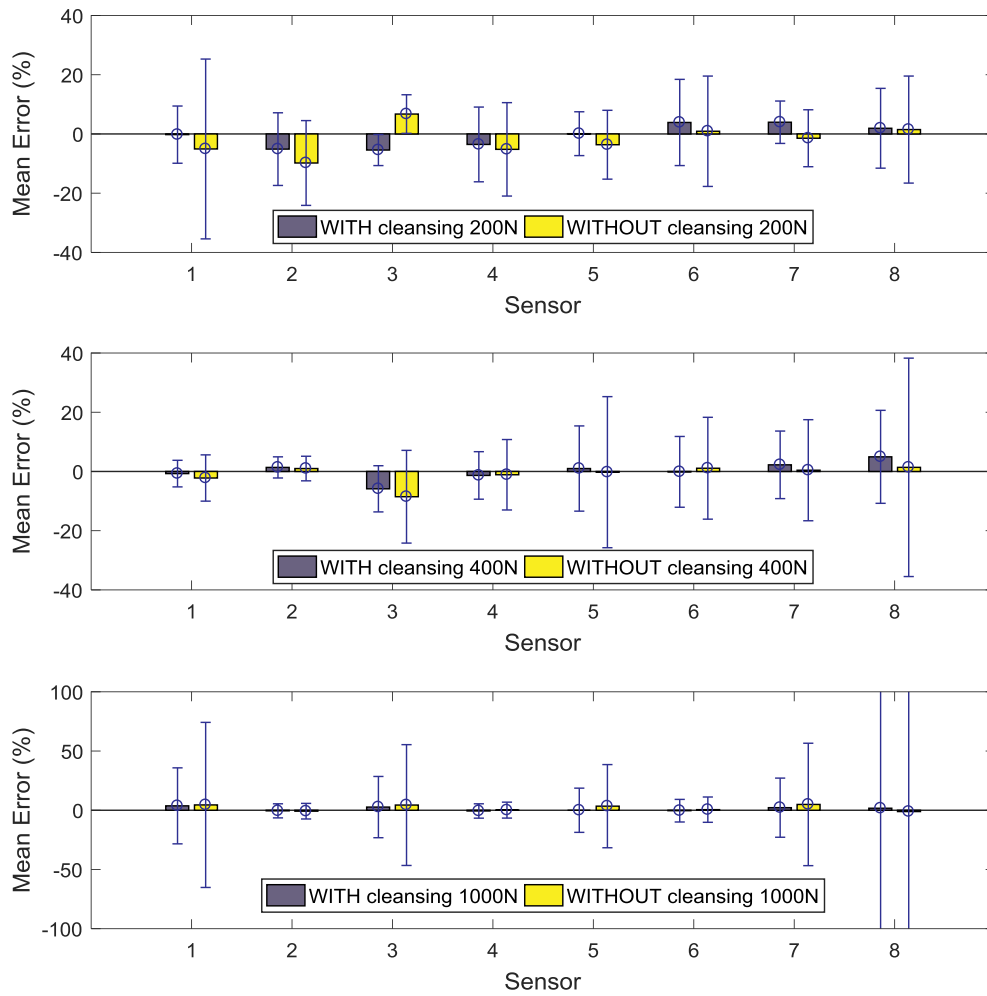 40
20
0
-20
-40
Mean Error (%)
WITH cleansing 200N WITHOUT cleansing 200N
1 2 3 4 5 6 7 8
Sensor
40
20
0
-20
-40
Mean Error (%)
WITH cleansing 400N WITHOUT cleansing 400N
1 2 3 4 5 6 7 8
Sensor
100
50
0
-50
-100
Mean Error (%)
WITH cleansing 1000N WITHOUT cleansing 1000N
1 2 3 4 5 6 7 8
Sensor